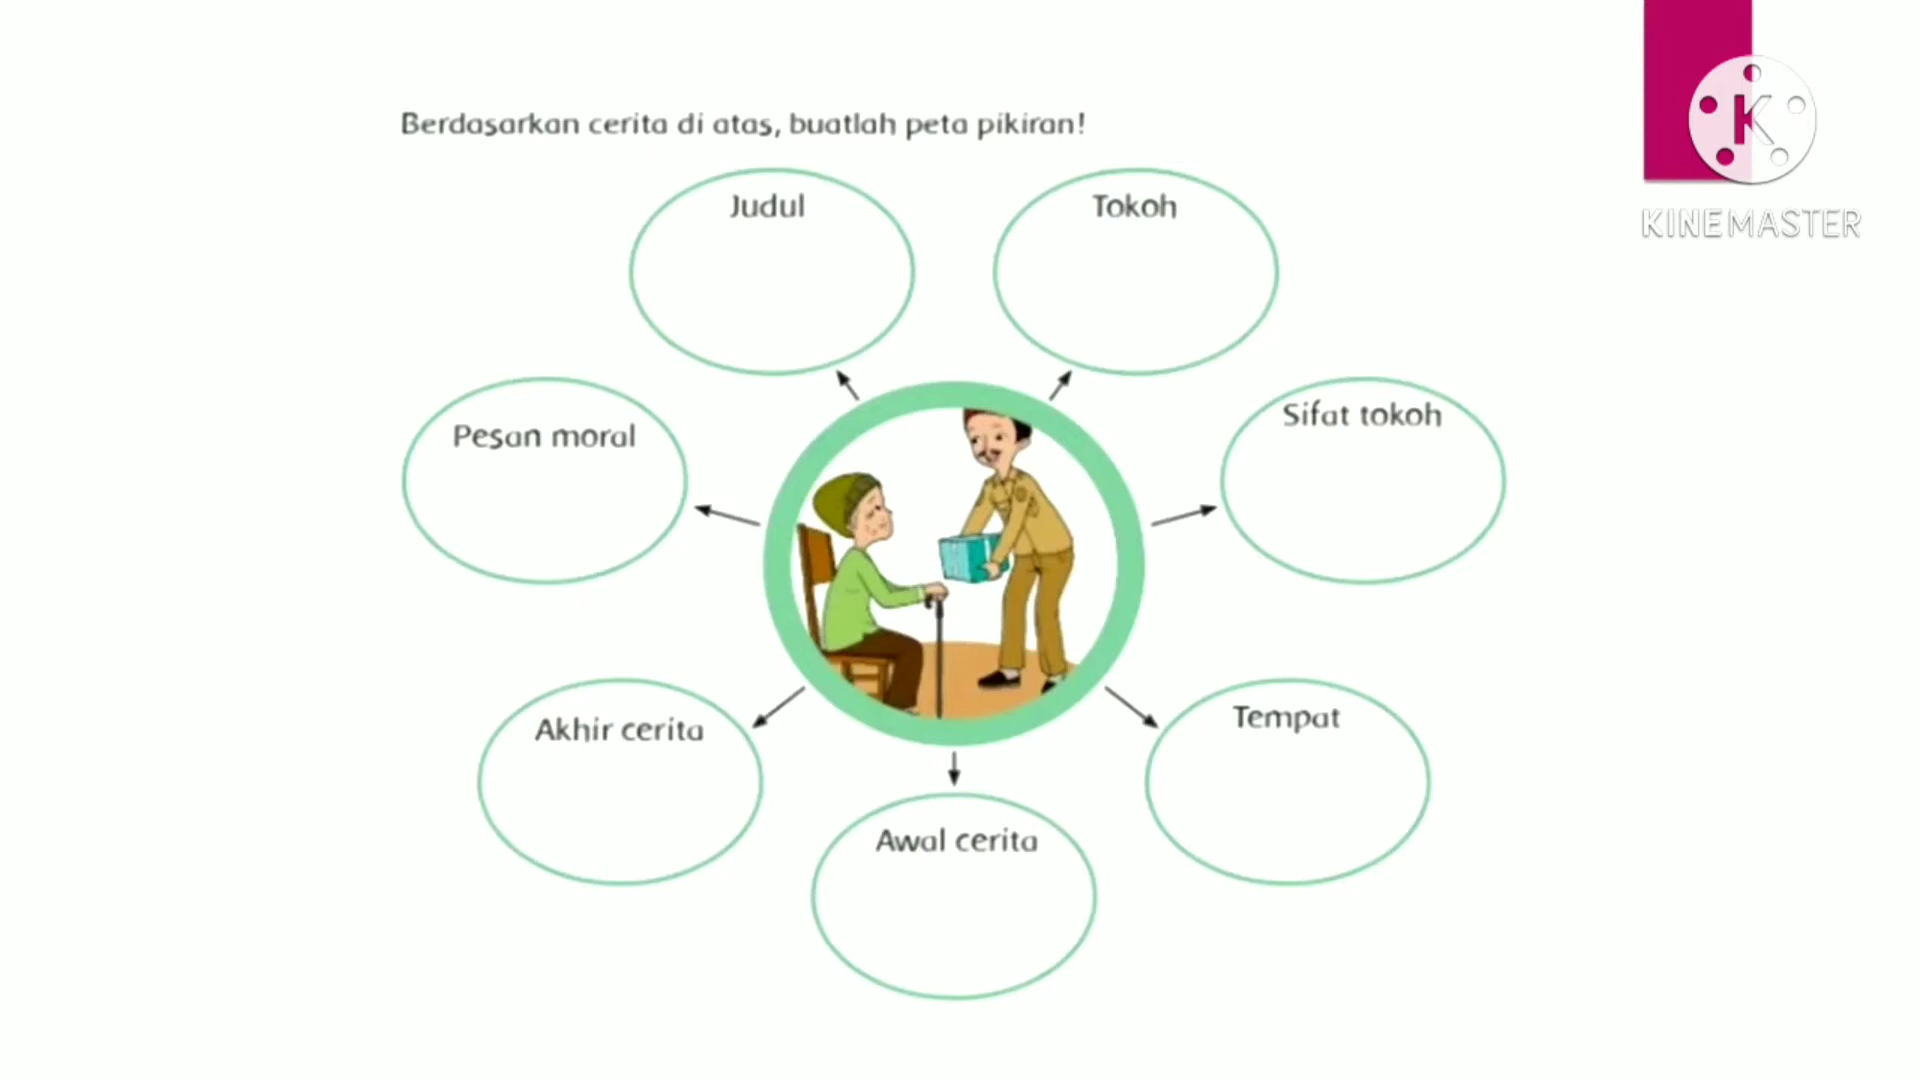 Berdasarkan cerita di atas, buatlah peta pikiran!
Judul
Tokoh
Pesan moral
Sifat tokoh
Akhir cerita
Tempat
Awal cerita
K
KINEMASTER